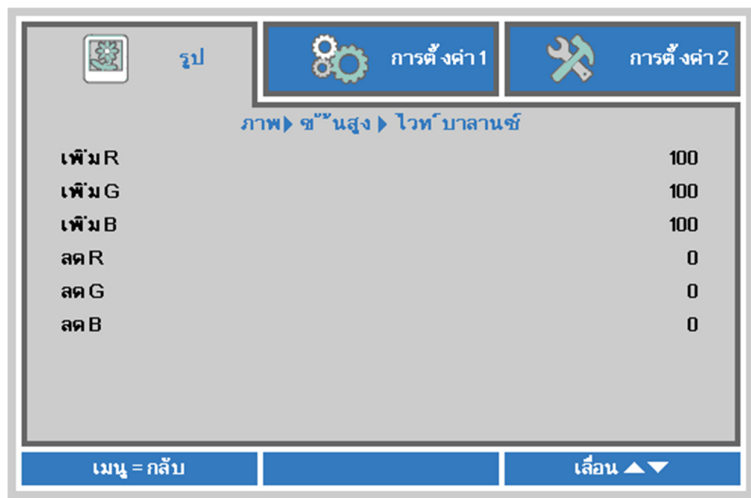 รูป
การตั้งค่า 1
การตั้งค่า 2
ภาพ▶ ขั้นสูง ▶ ไวท์บาลานซ์
เพิ่ม R 100
เพิ่ม G 100
เพิ่ม B 100
ลด R 0
ลด G 0
ลด B 0
เมนู = กลับ
เลื่อน ▲▼